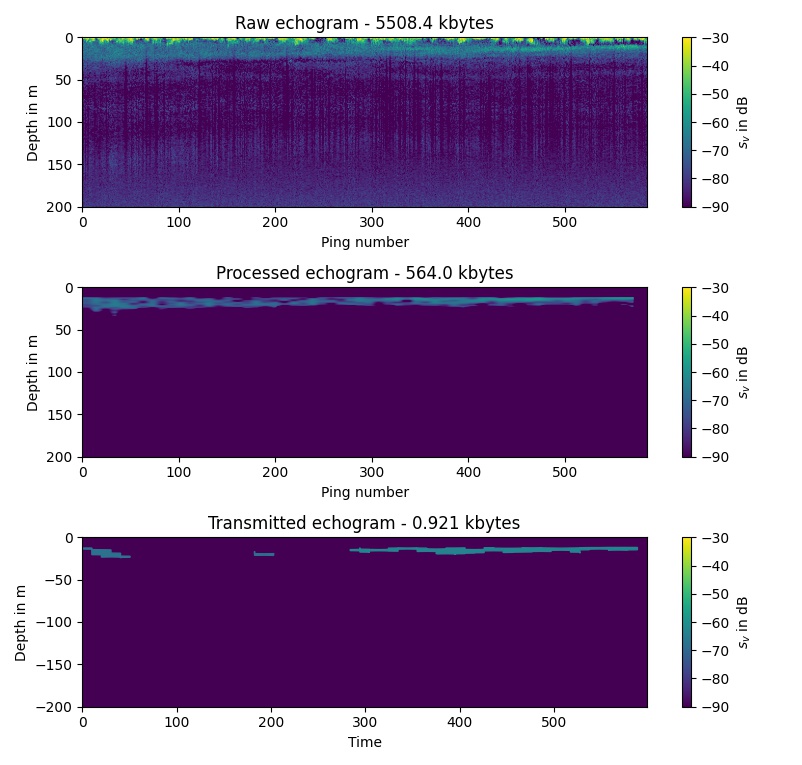 Raw echogram - 5508.4 kbytes
0
50
100
150
200
Depth in m
0 100 200 300 400 500
Ping number
−30
−40
−50
−60
−70
−80
−90
sᵥ in dB
Processed echogram - 564.0 kbytes
0
50
100
150
200
Depth in m
0 100 200 300 400 500
Ping number
−30
−40
−50
−60
−70
−80
−90
sᵥ in dB
Transmitted echogram - 0.921 kbytes
0
−50
−100
−150
−200
Depth in m
0 100 200 300 400 500
Time
−30
−40
−50
−60
−70
−80
−90
sᵥ in dB